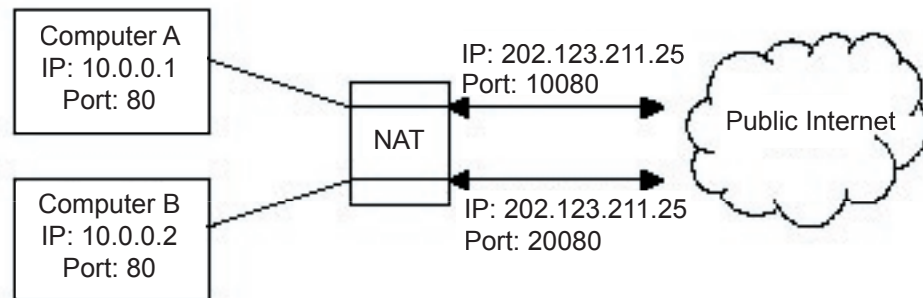 Computer A
IP: 10.0.0.1
Port: 80
IP: 202.123.211.25
Port: 10080
NAT
Public Internet
Computer B
IP: 10.0.0.2
Port: 80
IP: 202.123.211.25
Port: 20080